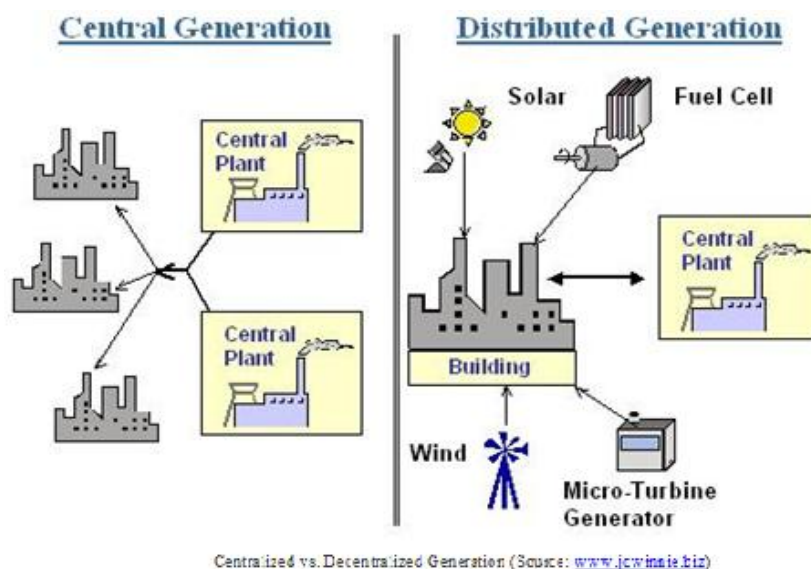 Central Generation
Central
Plant
Central
Plant
Distributed Generation
Solar
Fuel Cell
Central
Plant
Building
Wind
Micro-Turbine
Generator
Centralized vs. Decentralized Generation (Source: www.jcwinnie.biz)